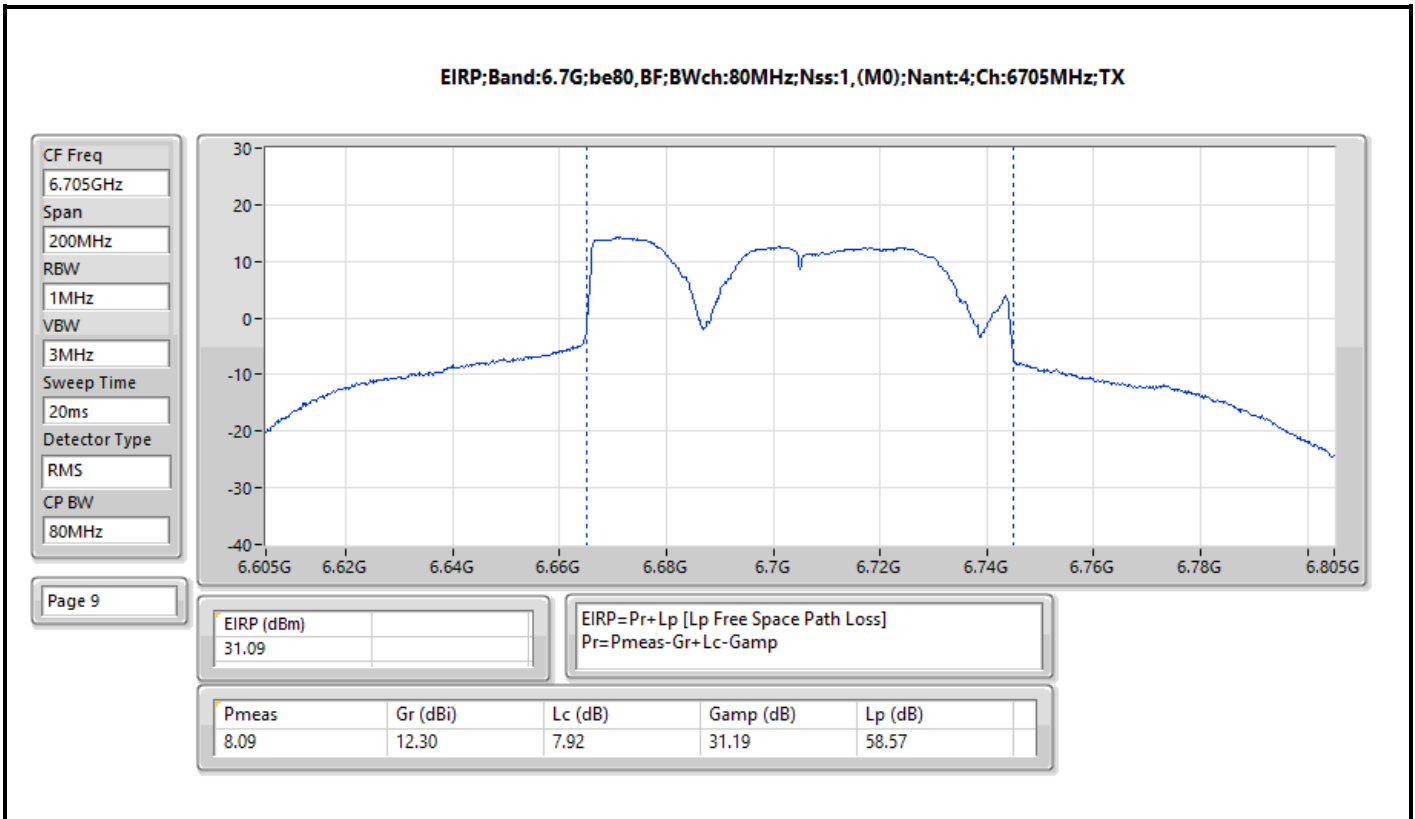 EIRP;Band:6.7G;be80,BF;BWch:80MHz;Nss:1,(M0);Nant:4;Ch:6705MHz;TX
CF Freq
6.705GHz
Span
200MHz
RBW
1MHz
VBW
3MHz
Sweep Time
20ms
Detector Type
RMS
CP BW
80MHz
Page 9
30
20
10
0
-10
-20
-30
-40
6.605G 6.62G 6.64G 6.66G 6.68G 6.7G 6.72G 6.74G 6.76G 6.78G 6.805G
EIRP (dBm)
31.09
EIRP=Pr+Lp [Lp Free Space Path Loss]
Pr=Pmeas-Gr+Lc-Gamp
Pmeas Gr (dBi) Lc (dB) Gamp (dB) Lp (dB)
8.09 12.30 7.92 31.19 58.57